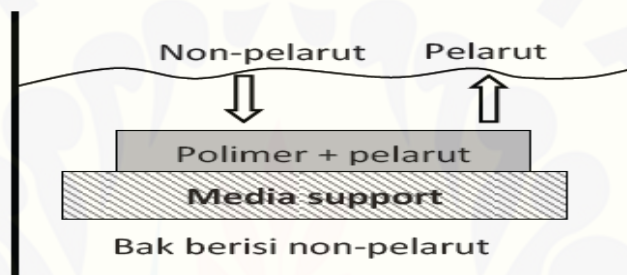 Non-pelarut Pelarut
Polimer + pelarut
Media support
Bak berisi non-pelarut